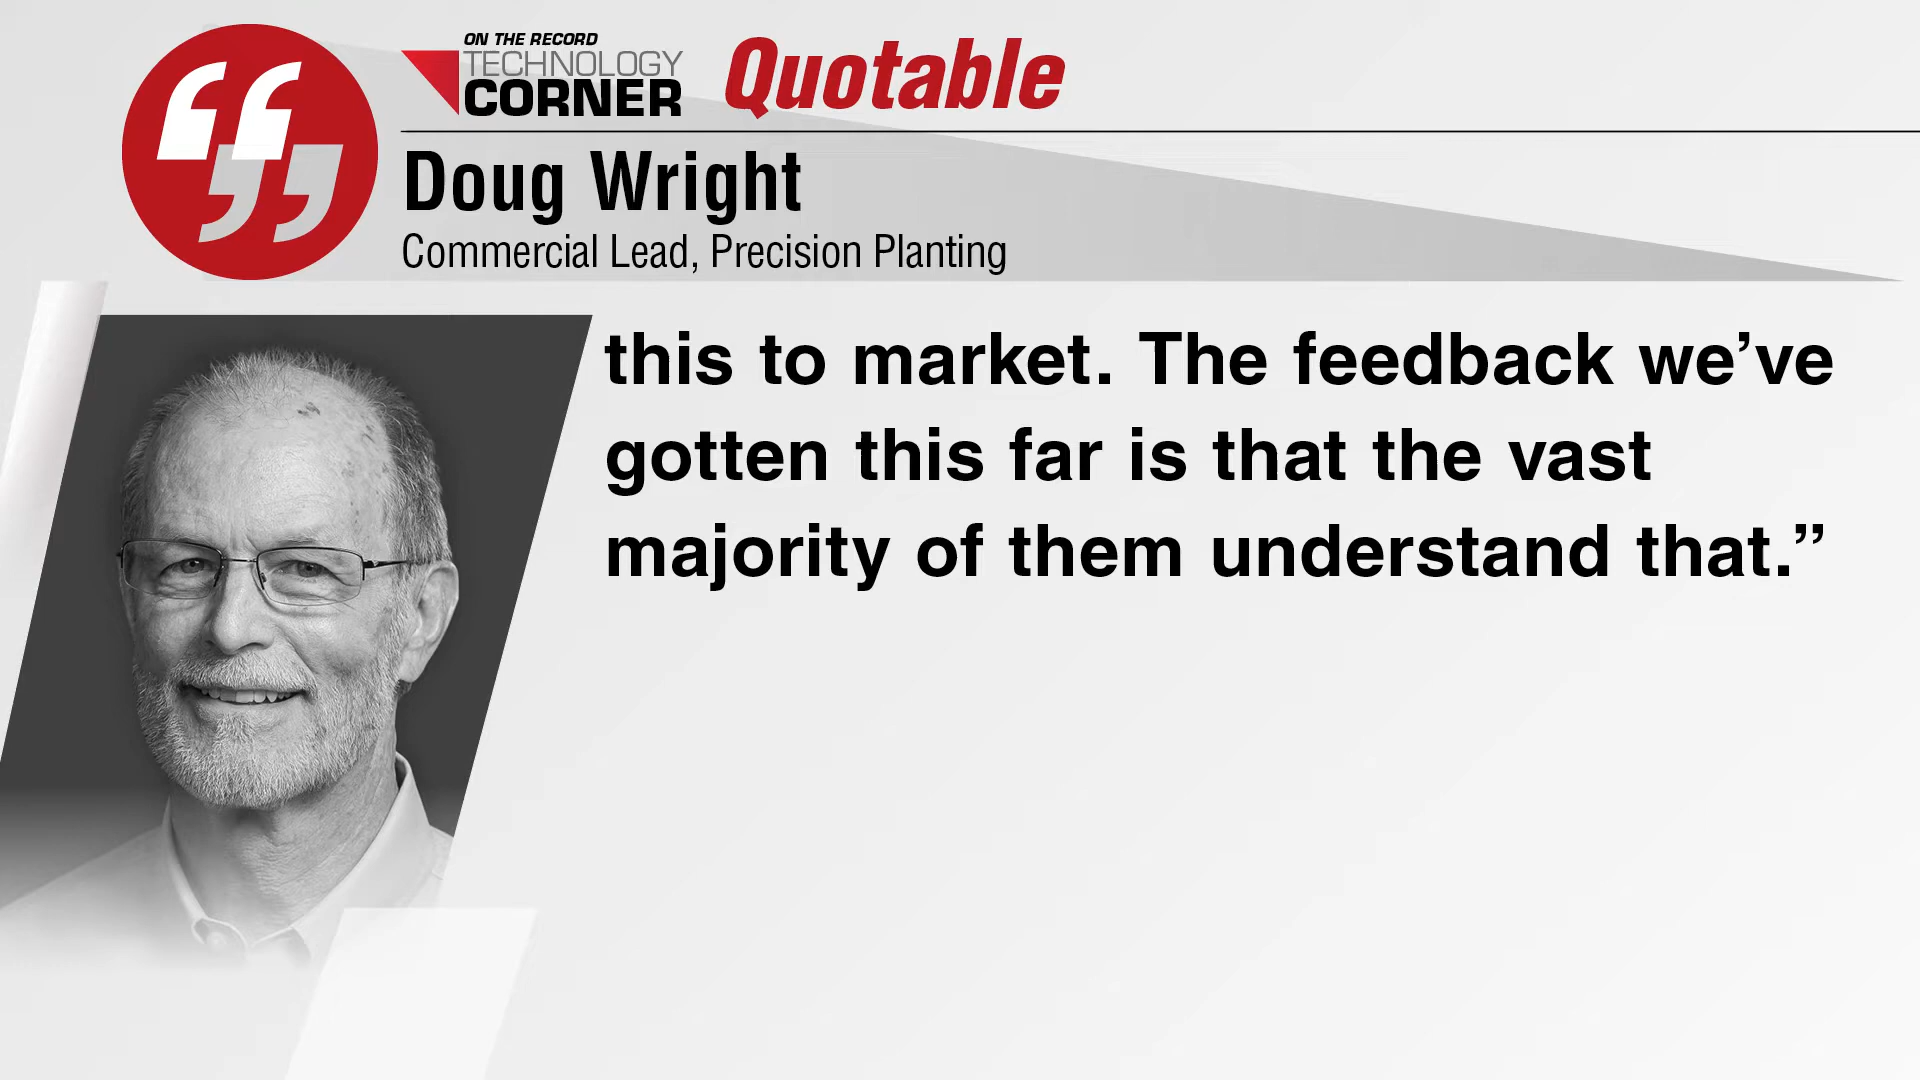 ON THE RECORD
TECHNOLOGY
CORNER
Quotable
Doug Wright
Commercial Lead, Precision Planting
this to market. The feedback we’ve
gotten this far is that the vast
majority of them understand that.”